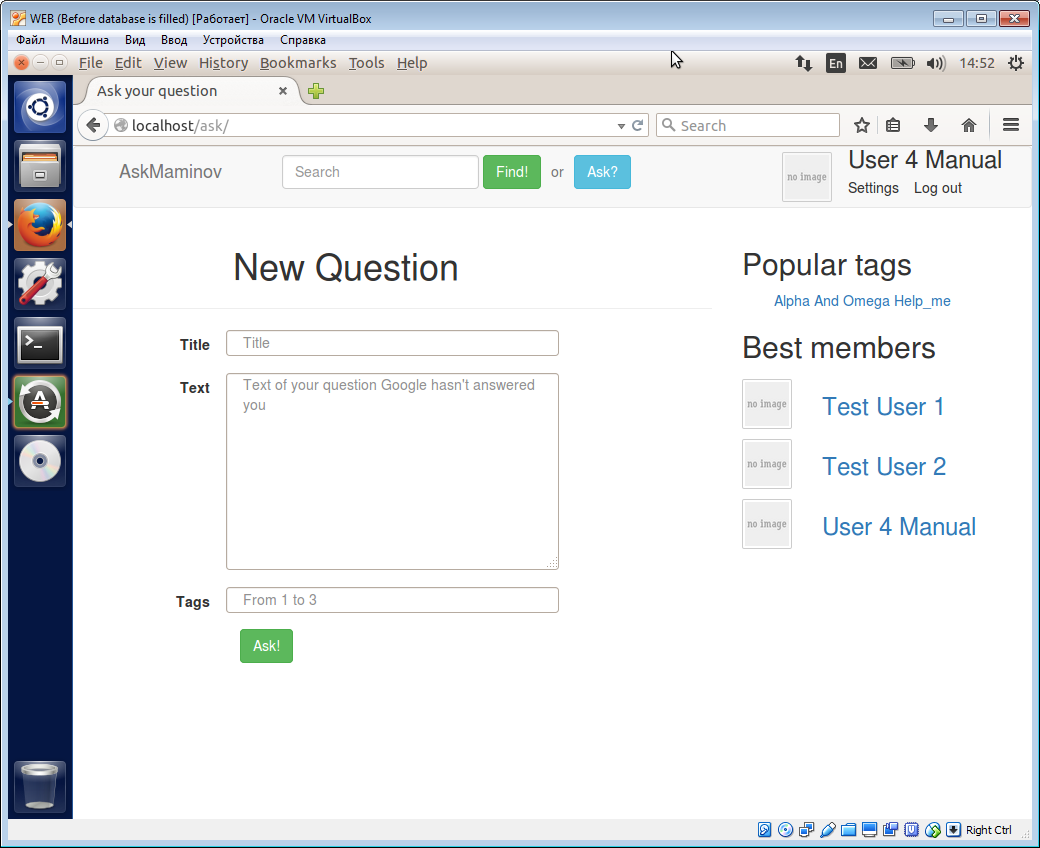 WEB (Before database is filled) [Работает] - Oracle VM VirtualBox
Файл Машина Вид Ввод Устройства Справка
File Edit View History Bookmarks Tools Help En 14:52
Ask your question
localhost/ask/ Search
AskMaminov Search Find! or Ask? no image User 4 Manual
Settings Log out
New Question
Popular tags
Alpha And Omega Help_me
Title Title
Best members
Text Text of your question Google hasn't answered
you
no image Test User 1
no image Test User 2
no image User 4 Manual
Tags From 1 to 3
Ask!
Right Ctrl